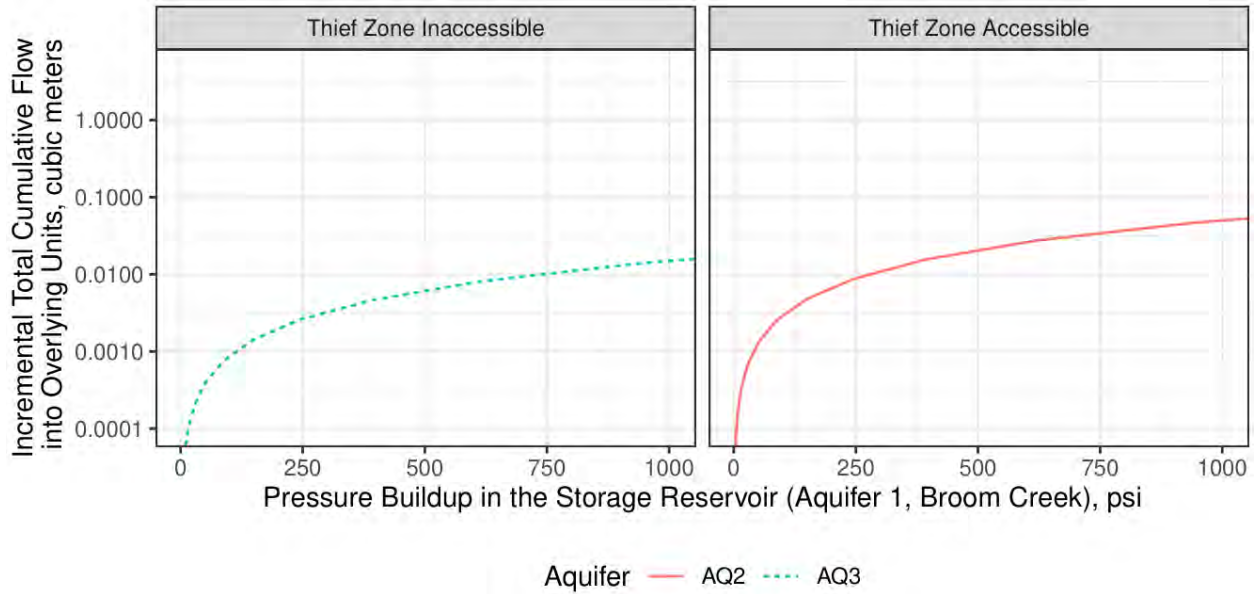 Thief Zone Inaccessible
Thief Zone Accessible
Incremental Total Cumulative Flow
into Overlying Units, cubic meters
1.0000
0.1000
0.0100
0.0010
0.0001
0 250 500 750 1000
0 250 500 750 1000
Pressure Buildup in the Storage Reservoir (Aquifer 1, Broom Creek), psi
Aquifer AQ2 AQ3